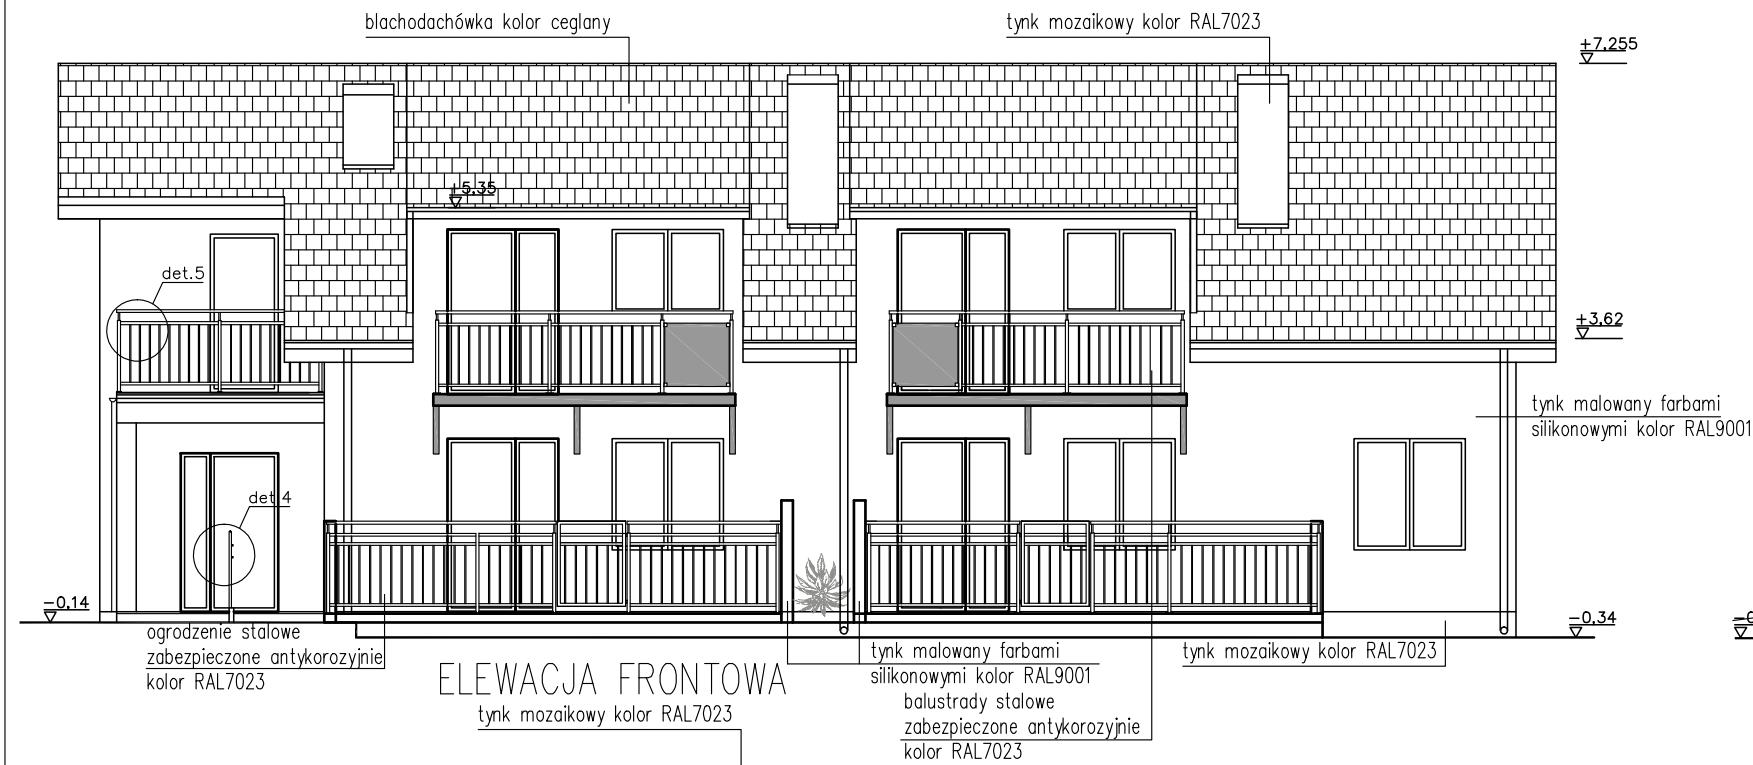 blachodachówka kolor ceglany
tynk mozaikowy kolor RAL7023
+7,255
+5,35
det.5
+3,62
tynk malowany farbami
silikonowymi kolor RAL9001
det.4
-0,14
-0,34
ogrodzenie stalowe
zabezpieczone antykorozyjnie
kolor RAL7023
ELEWACJA FRONTOWA
tynk mozaikowy kolor RAL7023
tynk malowany farbami
silikonowymi kolor RAL9001
balustrady stalowe
zabezpieczone antykorozyjnie
kolor RAL7023
tynk mozaikowy kolor RAL7023